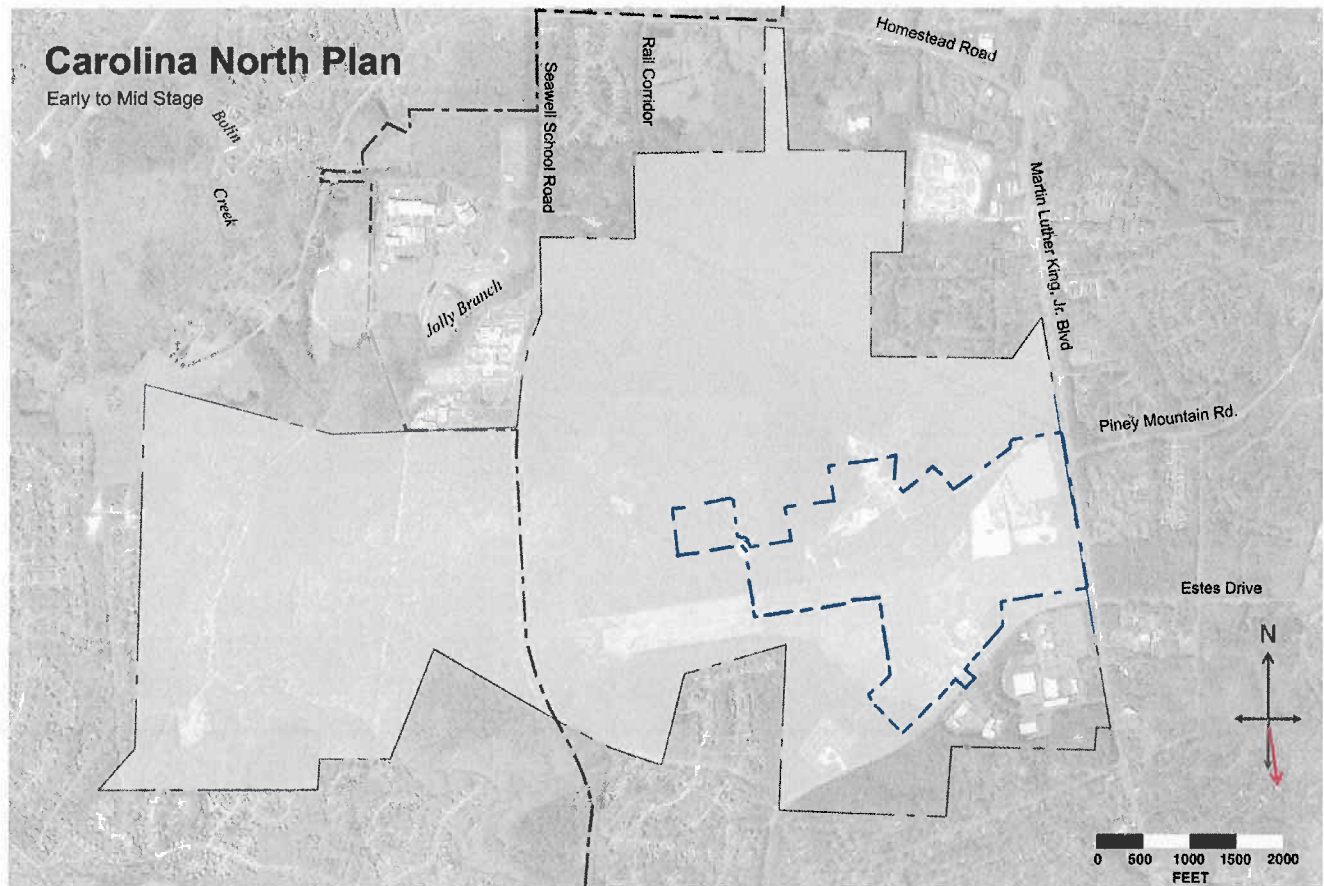 Carolina North Plan
Early to Mid Stage
Homestead Road
Rail Corridor
Seawell School Road
Bolin
Creek
Martin Luther King, Jr. Blvd
Jolly Branch
Piney Mountain Rd.
Estes Drive
N
0 500 1000 1500 2000
FEET